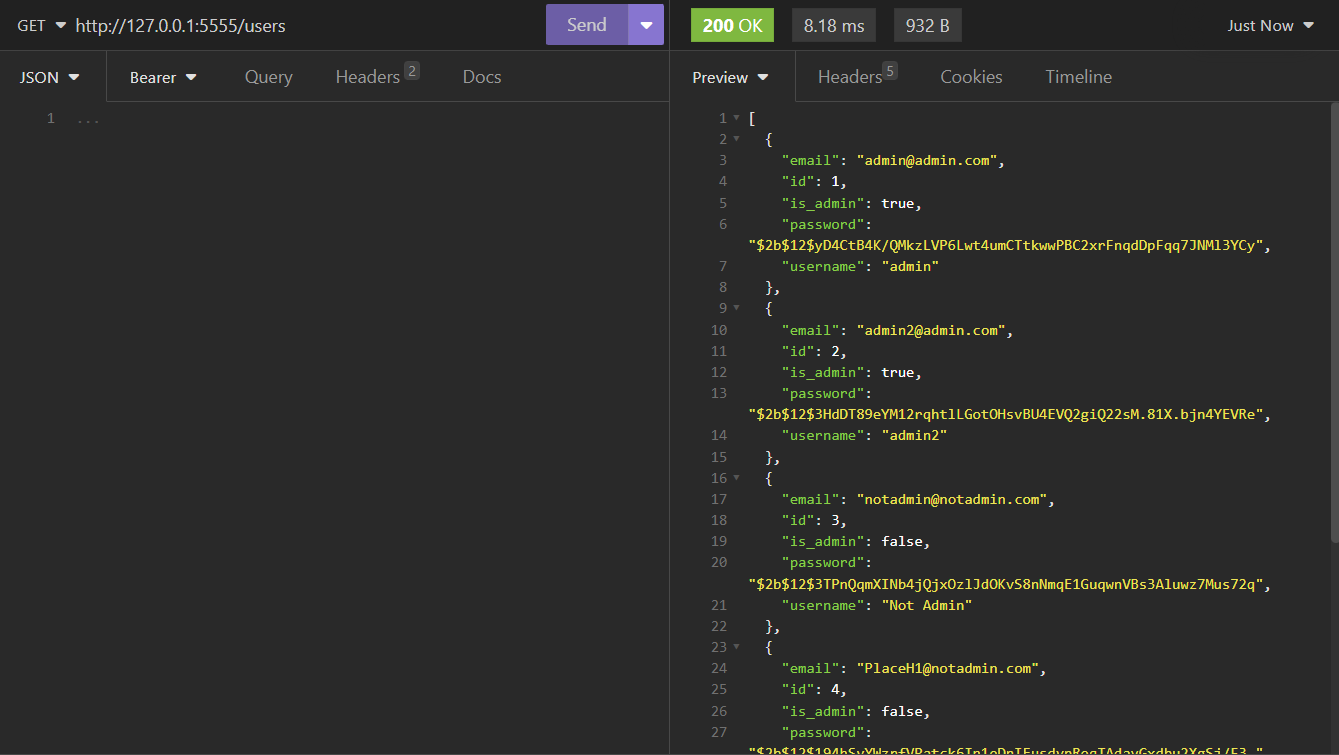 GET http://127.0.0.1:5555/users Send 200 OK 8.18 ms 932 B Just Now
JSON Bearer Query Headers 2 Docs Preview Headers 5 Cookies Timeline
1 ...
1 [
2 {
3 "email": "admin@admin.com",
4 "id": 1,
5 "is_admin": true,
6 "password":
"$2b$12$yD4CtB4K/QMkzLVP6Lwt4umCTtkwwPBC2xrFnqdDpFqq7JNMl3YCy",
7 "username": "admin"
8 },
9 {
10 "email": "admin2@admin.com",
11 "id": 2,
12 "is_admin": true,
13 "password":
"$2b$12$3HdDT89eYM12rqhtlLGotOHsvBU4EVQ2giQ22sM.81X.bjn4YEVRe",
14 "username": "admin2"
15 },
16 {
17 "email": "notadmin@notadmin.com",
18 "id": 3,
19 "is_admin": false,
20 "password":
"$2b$12$3TPnQqmXINb4jQjxOzlJdOKvS8nNmqE1GuqwnVBs3Aluwz7Mus72q",
21 "username": "Not Admin"
22 },
23 {
24 "email": "PlaceH1@notadmin.com",
25 "id": 4,
26 "is_admin": false,
27 "password":